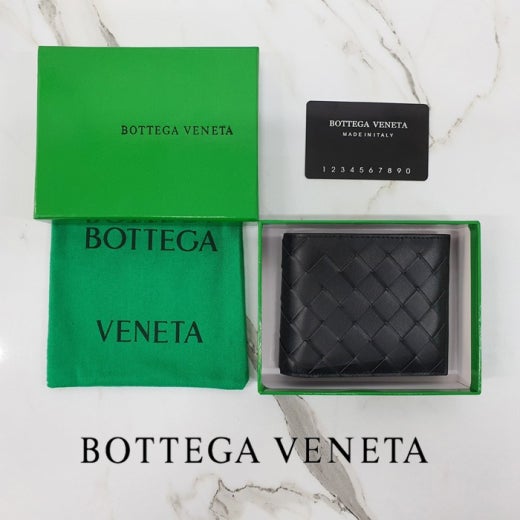 BOTTEGA VENETA
BOTTEGA VENETA
MADE IN ITALY
1 2 3 4 5 6 7 8 9 0
BOTTEGA
BOTTEGA
VENETA
BOTTEGA VENETA